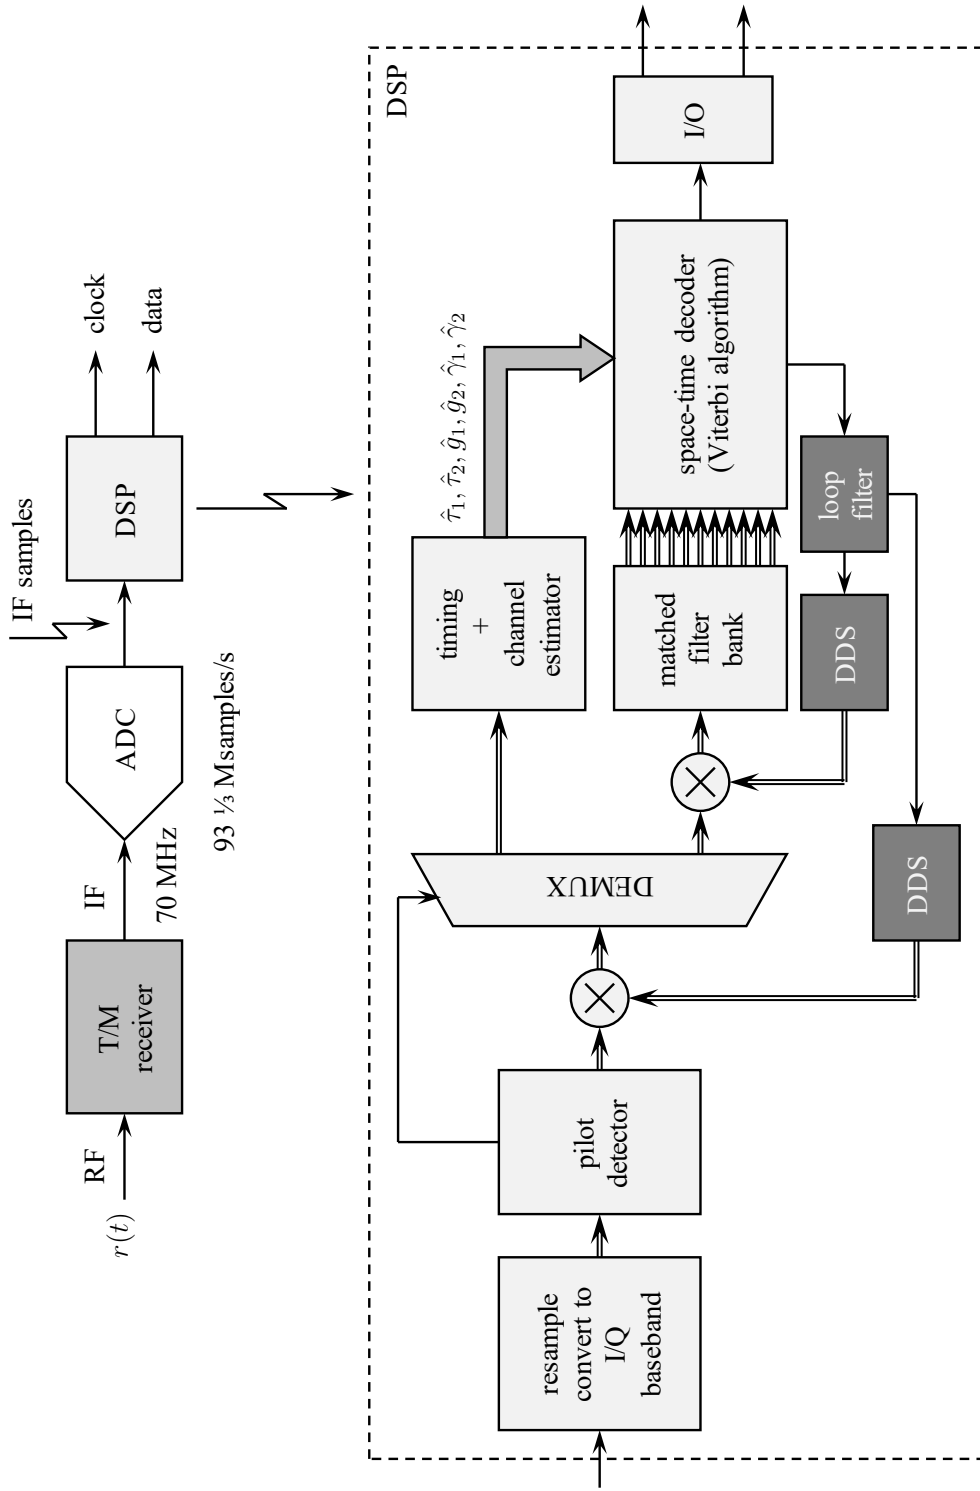 r(t)
RF
T/M
receiver
IF
70 MHz
ADC
93 ⅓ Msamples/s
IF samples
DSP
clock
data
DSP
resample
convert to
I/Q
baseband
pilot
detector
DEMUX
timing
+
channel
estimator
τ̂₁, τ̂₂, ĝ₁, ĝ₂, γ̂₁, γ̂₂
matched
filter
bank
space-time decoder
(Viterbi algorithm)
I/O
loop
filter
DDS
DDS